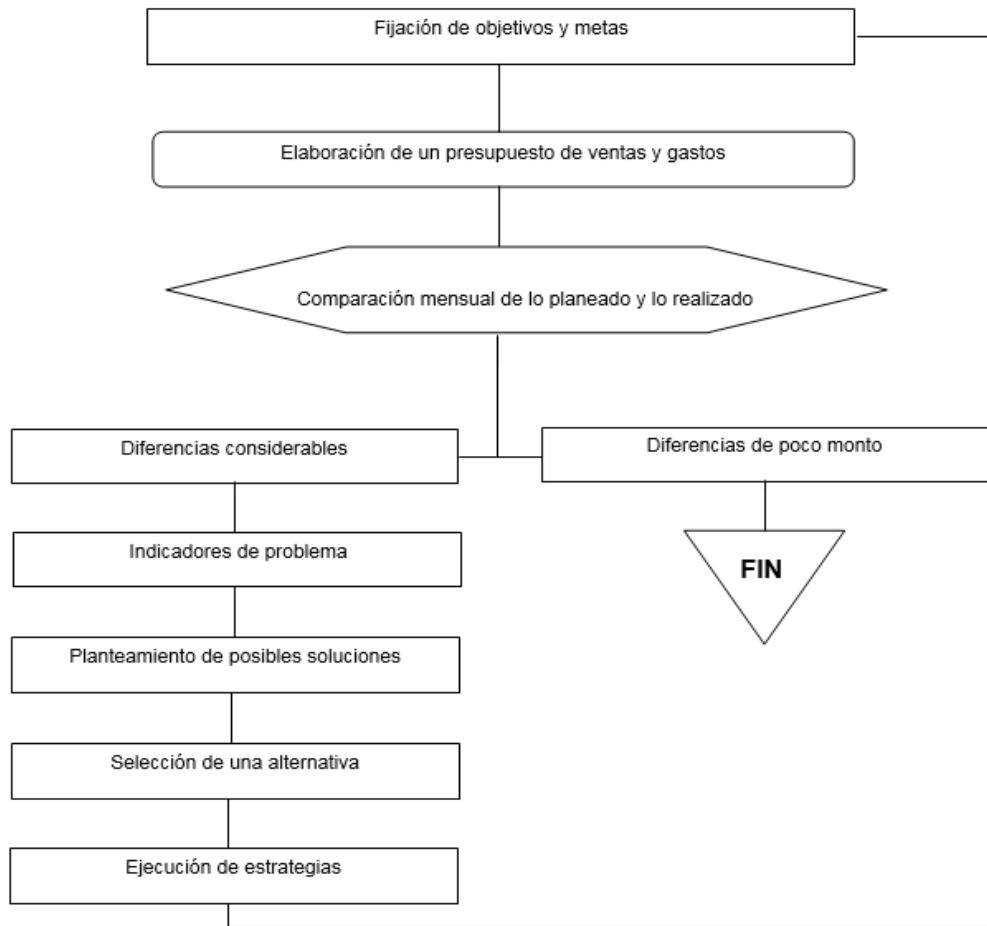 Fijación de objetivos y metas
Elaboración de un presupuesto de ventas y gastos
Comparación mensual de lo planeado y lo realizado
Diferencias considerables
Diferencias de poco monto
Indicadores de problema
FIN
Planteamiento de posibles soluciones
Selección de una alternativa
Ejecución de estrategias